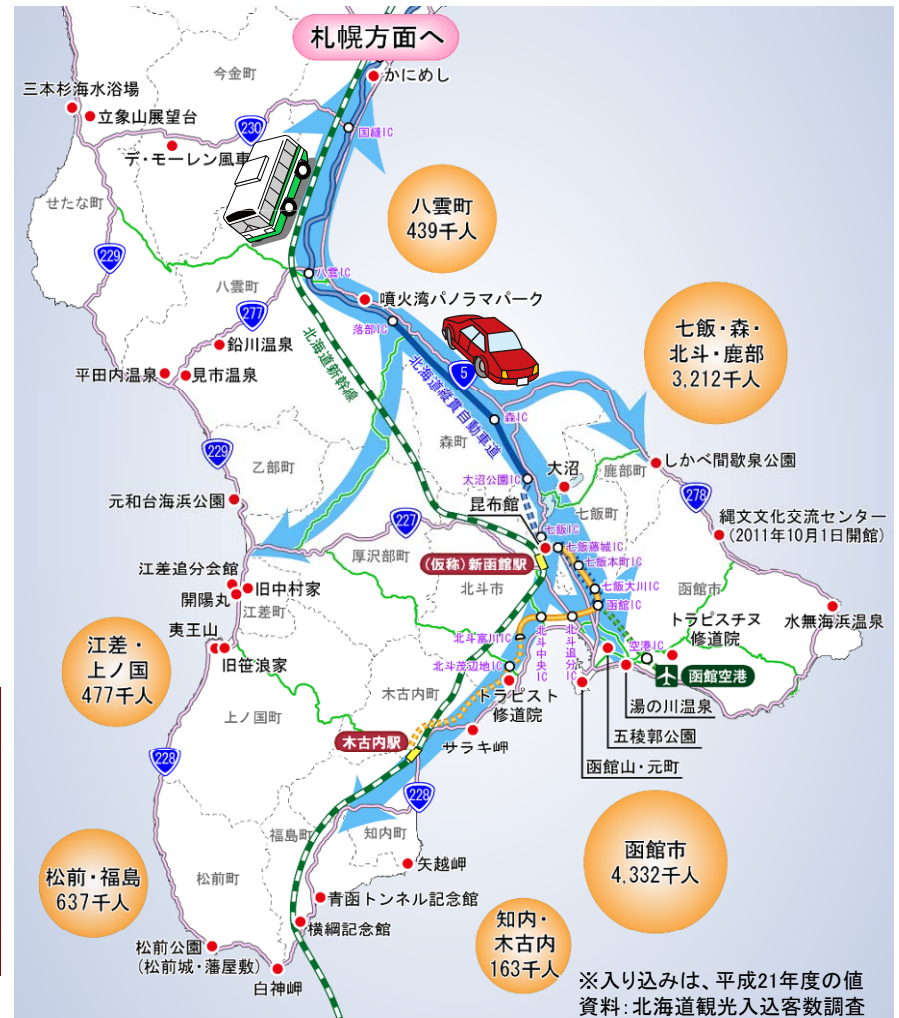 札幌方面へ
今金町
かにめし
三本杉海水浴場
立象山展望台
230
国縫IC
デ・モーレン風車
せたな町
八雲町
439千人
229
八雲IC
八雲町
噴火湾パノラマパーク
277
落部IC
七飯・森・
北斗・鹿部
3,212千人
鉛川温泉
北海道新幹線
5
平田内温泉
見市温泉
北海道縦貫自動車道
森IC
森町
229
乙部町
大沼
鹿部町
しかべ間歇泉公園
大沼公園IC
278
元和台海浜公園
昆布館
七飯町
縄文文化交流センター
(2011年10月1日開館)
227
七飯IC
厚沢部町
(仮称)新函館駅
七飯藤城IC
七飯本町IC
江差追分会館
旧中村家
北斗市
七飯大川IC
函館市
開陽丸
江差町
函館IC
トラピスチヌ
修道院
水無海浜温泉
夷王山
北斗富川IC
北斗中央IC
北斗追分IC
空港IC
江差・
上ノ国
477千人
旧笹浪家
北斗茂辺地IC
函館空港
木古内町
トラピスト
修道院
湯の川温泉
上ノ国町
木古内駅
サラキ岬
五稜郭公園
函館山・元町
228
228
福島町
知内町
函館市
4,332千人
松前・福島
637千人
松前町
矢越岬
青函トンネル記念館
知内・
木古内
163千人
横綱記念館
松前公園
(松前城・藩屋敷)
白神岬
※入り込みは、平成21年度の値
資料:北海道観光入込客数調査